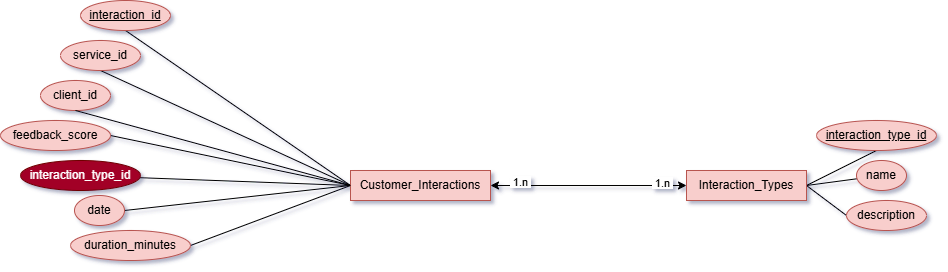 interaction_id
service_id
client_id
feedback_score
interaction_type_id
date
duration_minutes
Customer_Interactions
1.n
1.n
Interaction_Types
interaction_type_id
name
description